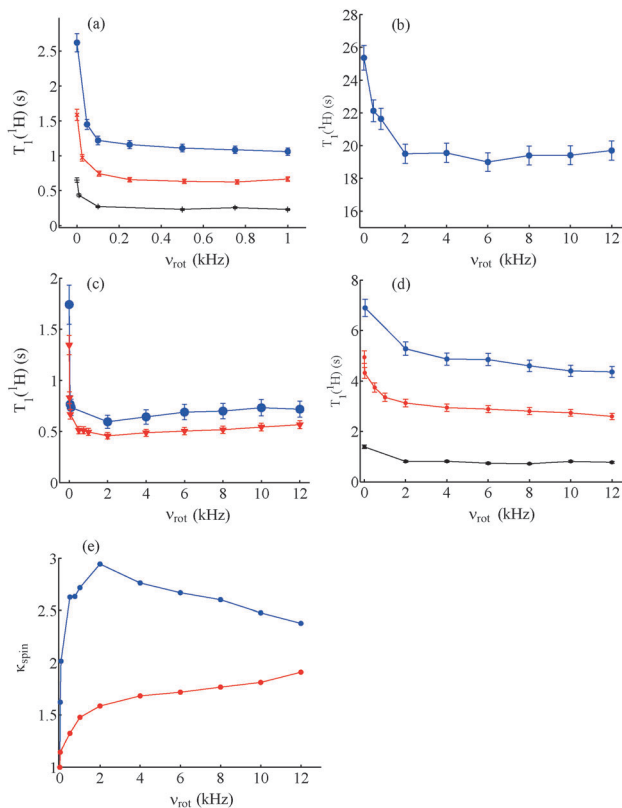 (a)
T₁(¹H) (s)
2.5
2
1.5
1
0.5
0
0 0.2 0.4 0.6 0.8 1
νrot (kHz)
(b)
T₁(¹H) (s)
28
26
24
22
20
18
16
0 2 4 6 8 10 12
νrot (kHz)
(c)
T₁(¹H) (s)
2
1.5
1
0.5
0
0 2 4 6 8 10 12
νrot (kHz)
(d)
T₁(¹H) (s)
8
6
4
2
0
0 2 4 6 8 10 12
νrot (kHz)
(e)
κspin
3
2.5
2
1.5
1
0 2 4 6 8 10 12
νrot (kHz)